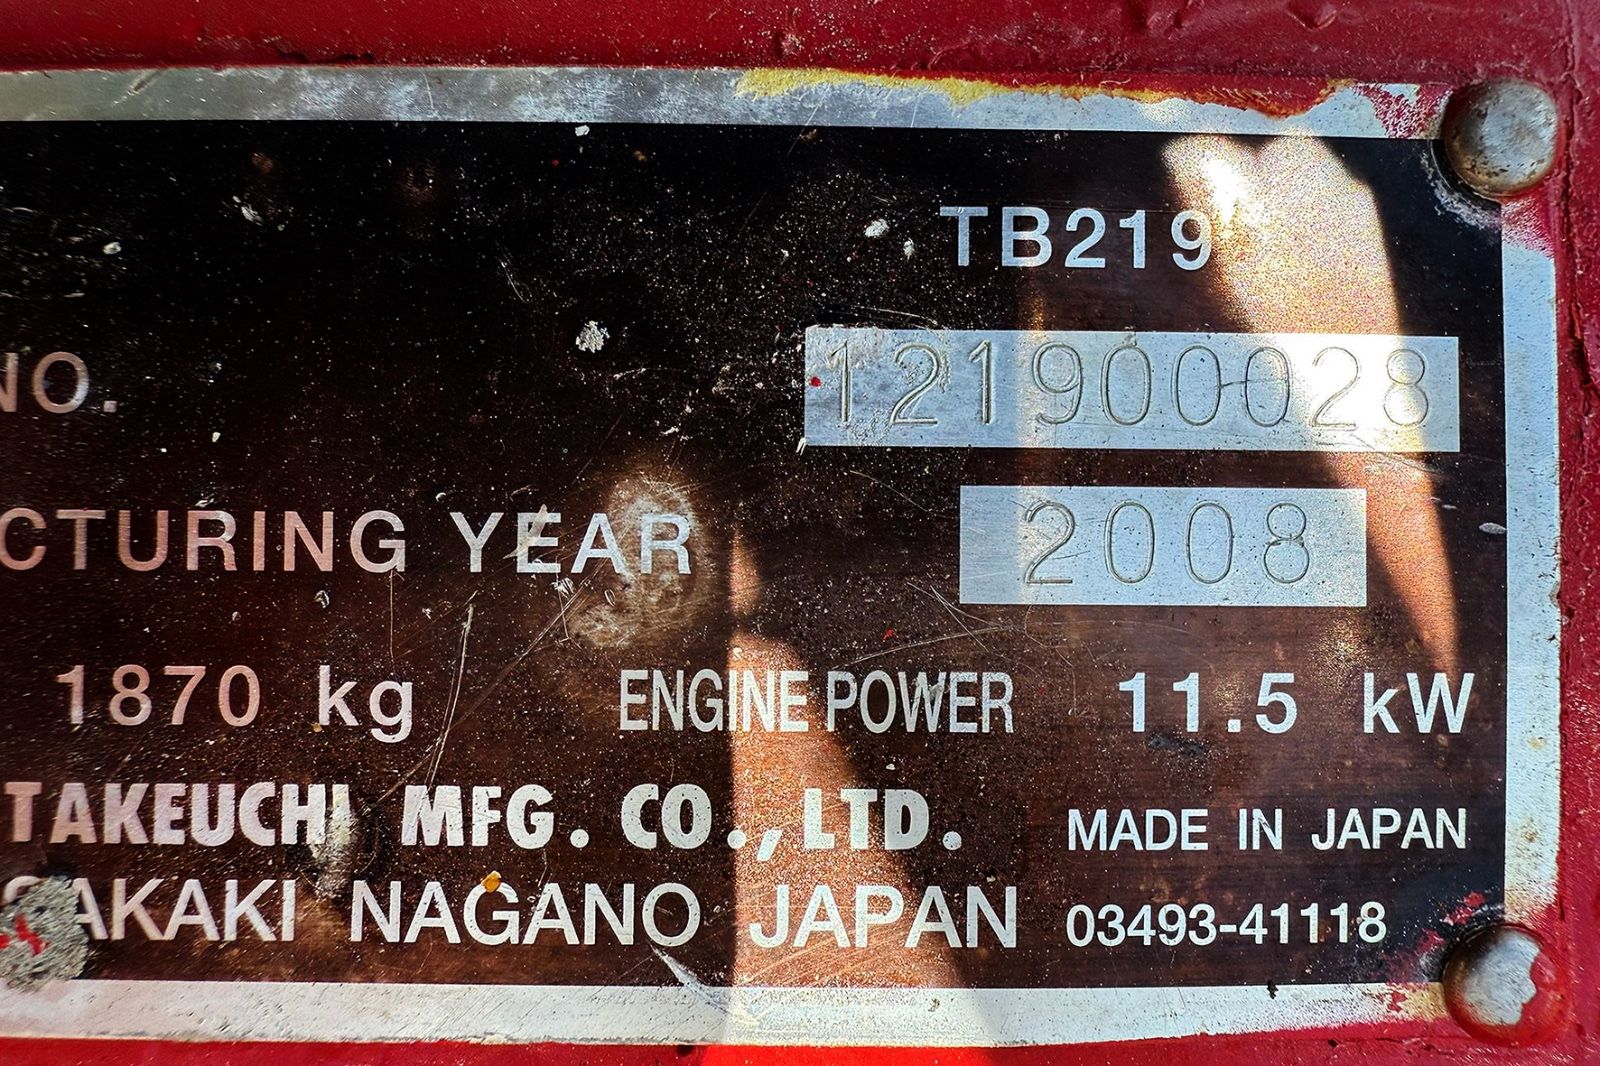 TB219
NO. 121900028
CTURING YEAR 2008
1870 kg ENGINE POWER 11.5 kW
TAKEUCHI MFG. CO., LTD. MADE IN JAPAN
SAKAKI NAGANO JAPAN 03493-41118